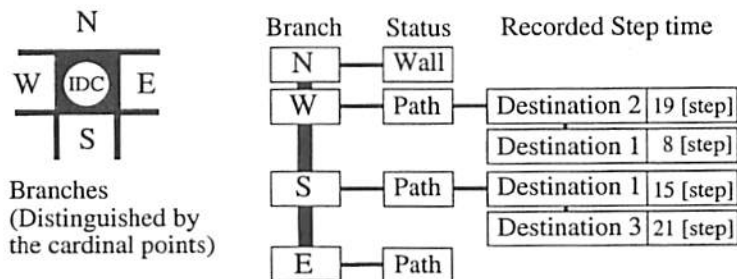 N
W
IDC
E
S
Branches
(Distinguished by
the cardinal points)
Branch Status Recorded Step time
N Wall
W Path Destination 2 19 [step]
Destination 1 8 [step]
S Path Destination 1 15 [step]
Destination 3 21 [step]
E Path